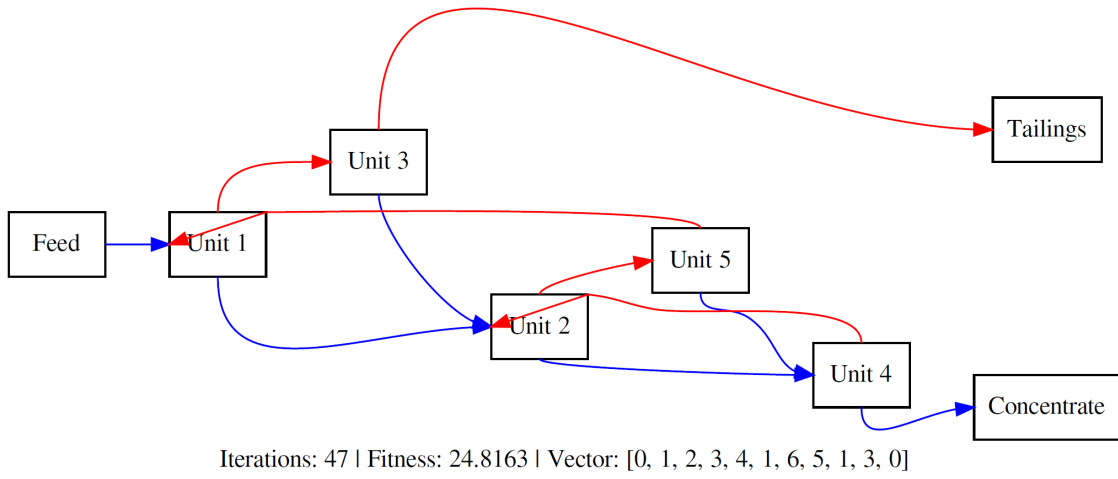 Tailings
Unit 3
Feed
Unit 1
Unit 5
Unit 2
Unit 4
Concentrate
Iterations: 47 | Fitness: 24.8163 | Vector: [0, 1, 2, 3, 4, 1, 6, 5, 1, 3, 0]